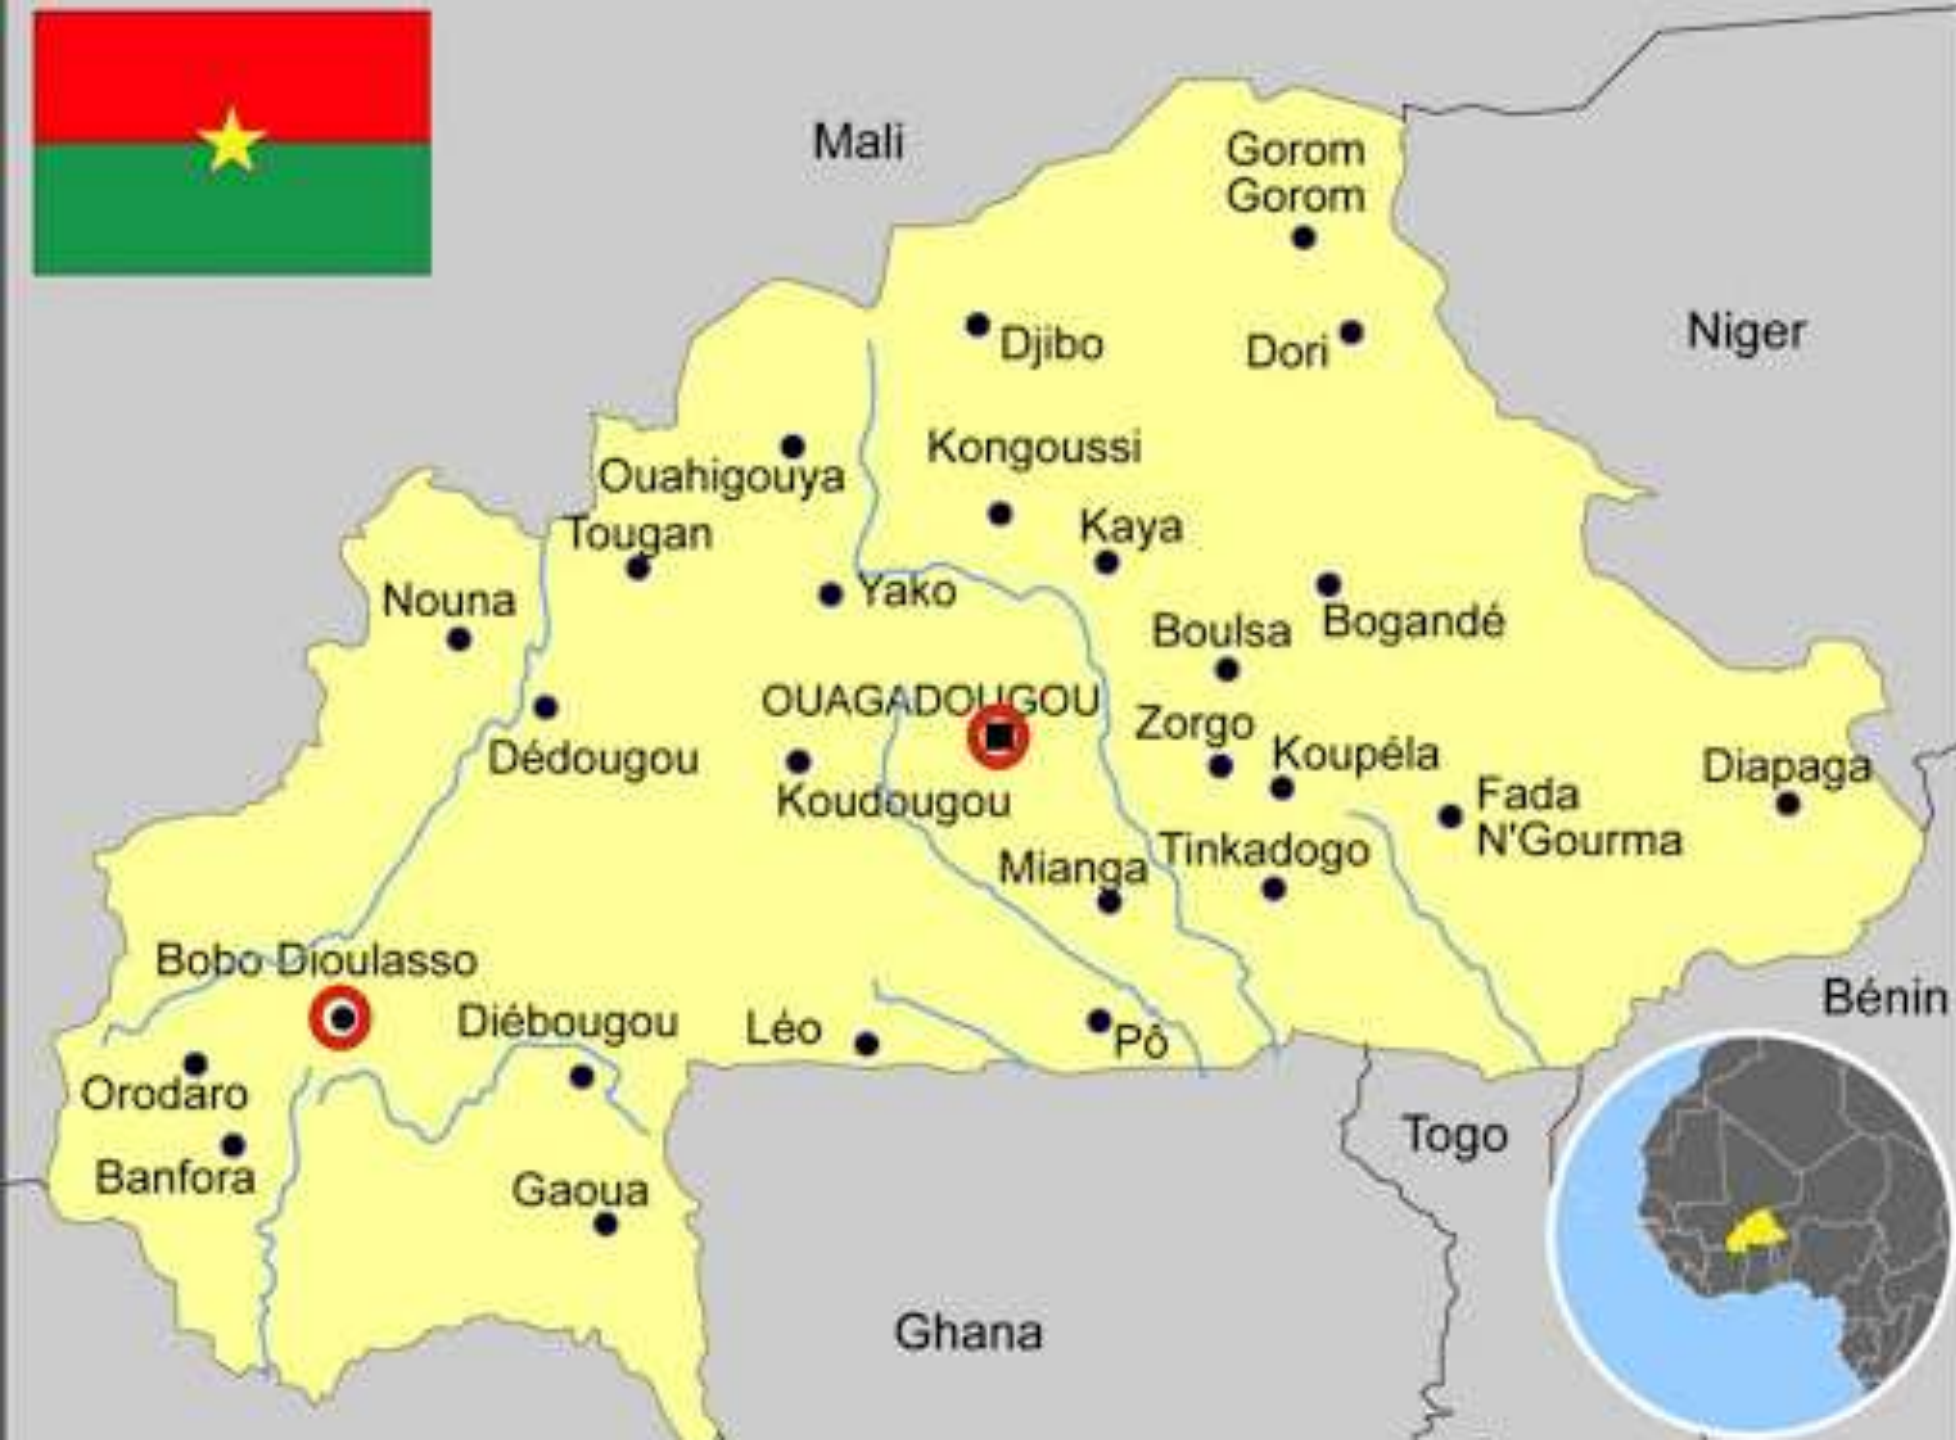 Mali
Gorom
Gorom
Niger
Djibo
Dori
Kongoussi
Ouahigouya
Kaya
Tougan
Yako
Nouna
Bogandé
Boulsa
OUAGADOUGOU
Zorgo
Koupéla
Dédougou
Diapaga
Koudougou
Fada
N'Gourma
Tinkadogo
Mianga
Bobo Dioulasso
Bénin
Diébougou
Léo
Pô
Orodaro
Togo
Banfora
Gaoua
Ghana